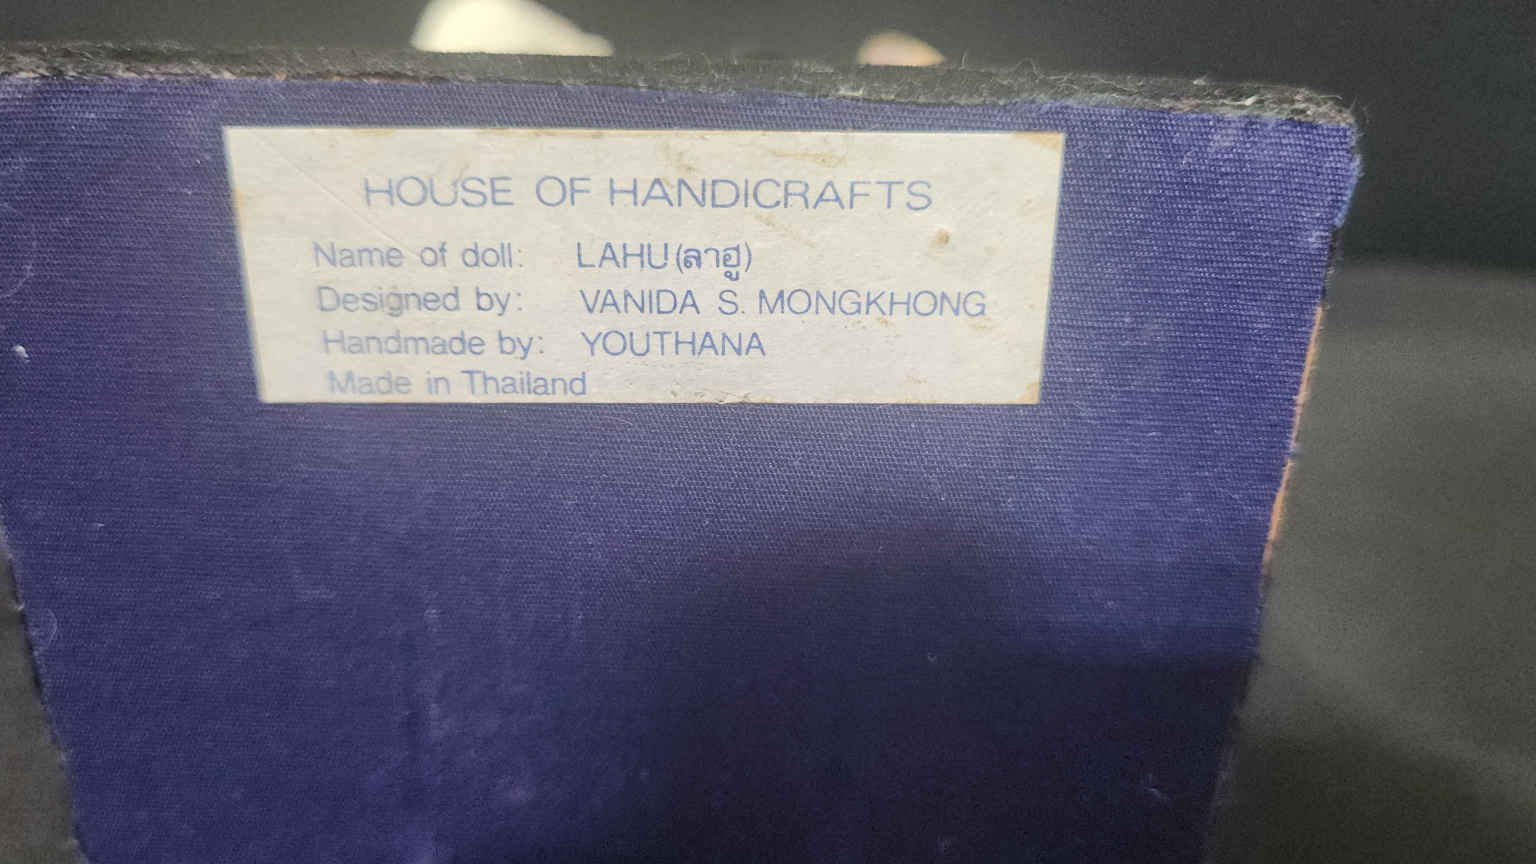 HOUSE OF HANDICRAFTS
Name of doll: LAHU (ลาฮู)
Designed by: VANIDA S. MONGKHONG
Handmade by: YOUTHANA
Made in Thailand